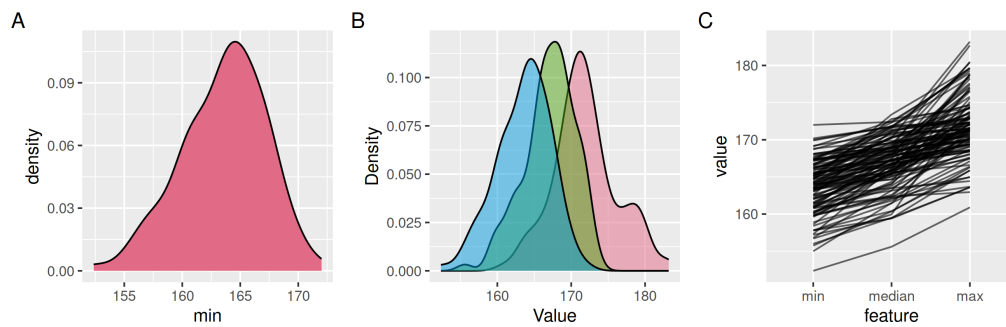 A
density
0.09
0.06
0.03
0.00
155 160 165 170
min
B
Density
0.100
0.075
0.050
0.025
0.000
160 170 180
Value
C
value
180
170
160
min median max
feature